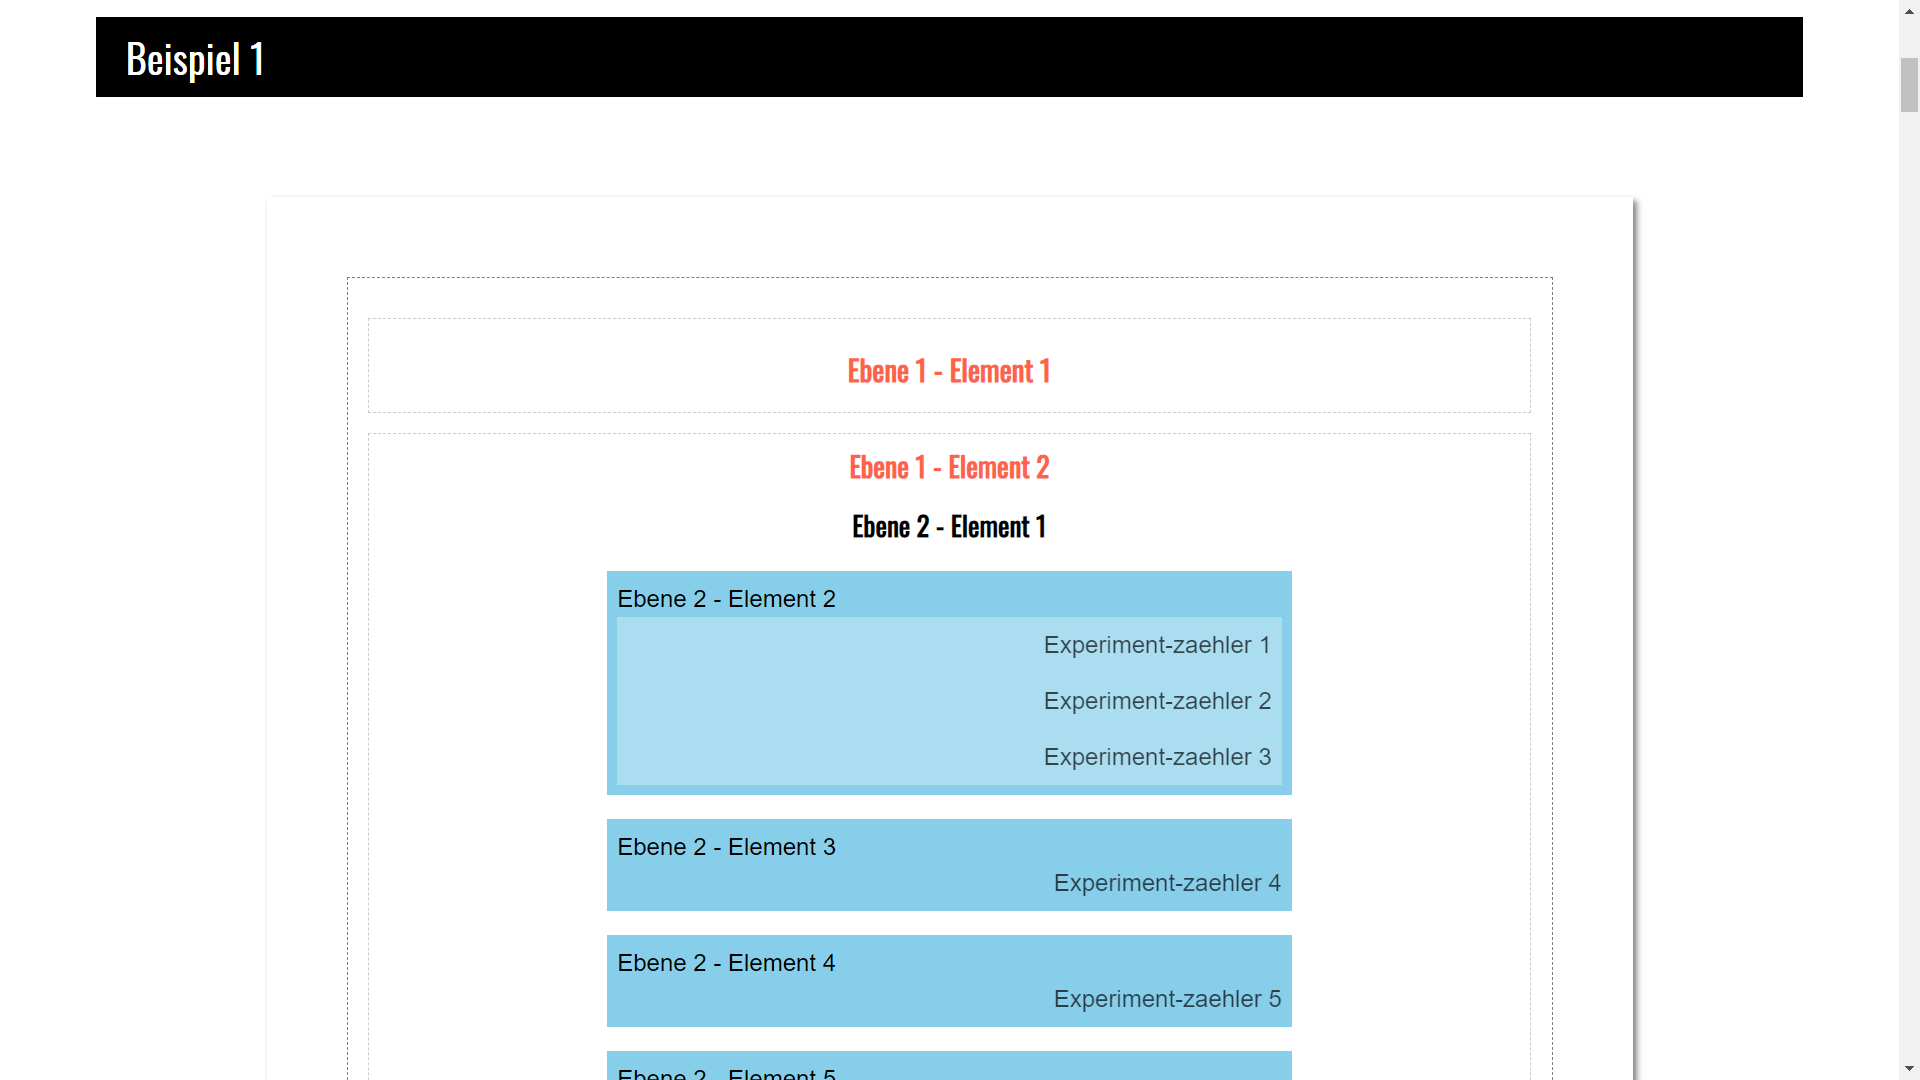 Beispiel 1
Ebene 1 - Element 1
Ebene 1 - Element 2
Ebene 2 - Element 1
Ebene 2 - Element 2
Experiment-zaehler 1
Experiment-zaehler 2
Experiment-zaehler 3
Ebene 2 - Element 3
Experiment-zaehler 4
Ebene 2 - Element 4
Experiment-zaehler 5
Ebene 2 - Element 5